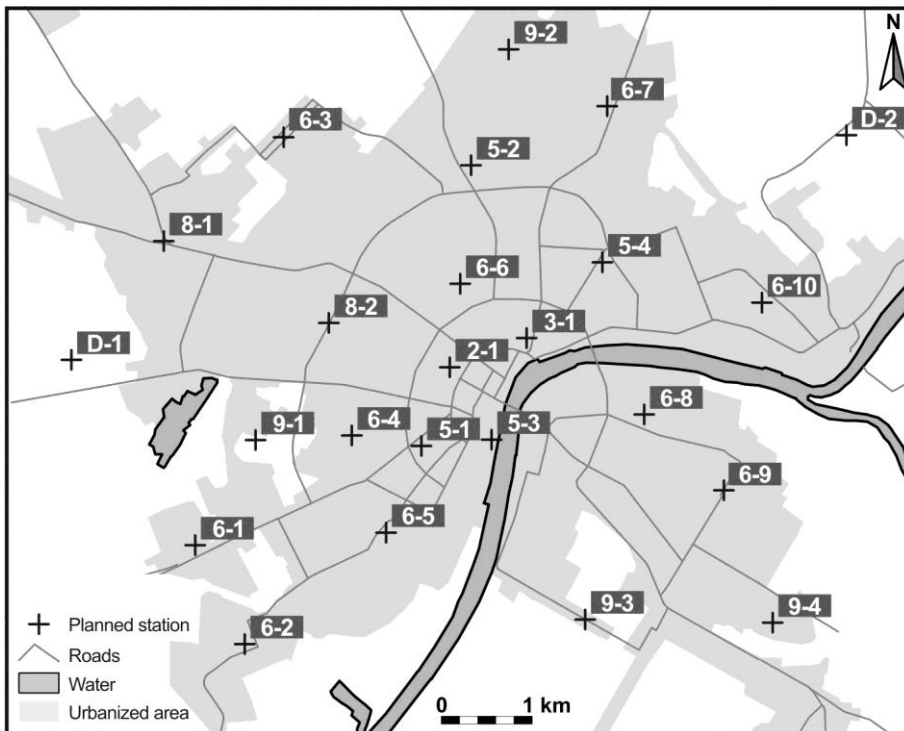 9-2
N
6-7
6-3
D-2
5-2
8-1
5-4
6-6
6-10
8-2
3-1
D-1
2-1
6-8
9-1
6-4
5-1
5-3
6-9
6-1
6-5
9-3
9-4
6-2
Planned station
Roads
Water
Urbanized area
0 1 km